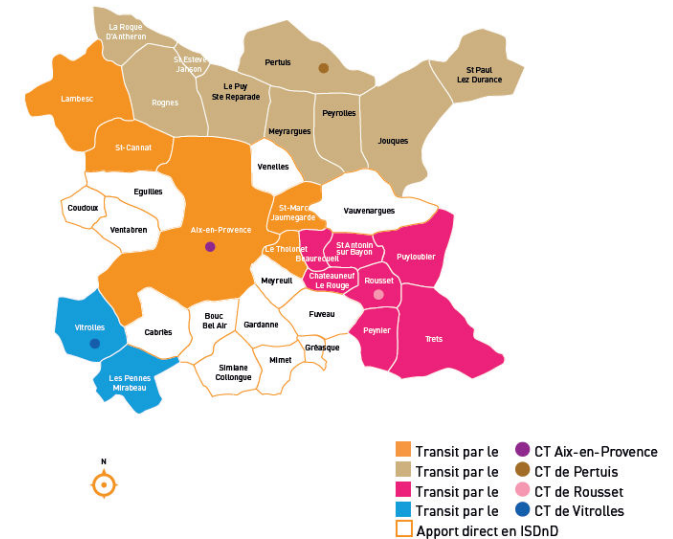 La Roque
D'Antheron
St Esteve
Janson
Pertuis
St Paul
Lez Durance
Lambesc
Rognes
Le Puy
Ste Reparade
Peyrolles
Meyrargues
Jouques
St-Cannat
Venelles
Eguilles
Coudoux
St-Marc
Jaumegarde
Vauvenargues
Ventabren
Aix-en-Provence
Le Tholonet
St Antonin
sur Bayon
Beaurecueil
Puyloubier
Chateauneuf
Le Rouge
Rousset
Meyreuil
Vitrolles
Cabriès
Bouc
Bel Air
Gardanne
Fuveau
Peynier
Trets
Gréasque
Mimet
Simiane
Collongue
Les Pennes
Mirabeau
N
Transit par le CT Aix-en-Provence
Transit par le CT de Pertuis
Transit par le CT de Rousset
Transit par le CT de Vitrolles
Apport direct en ISDnD